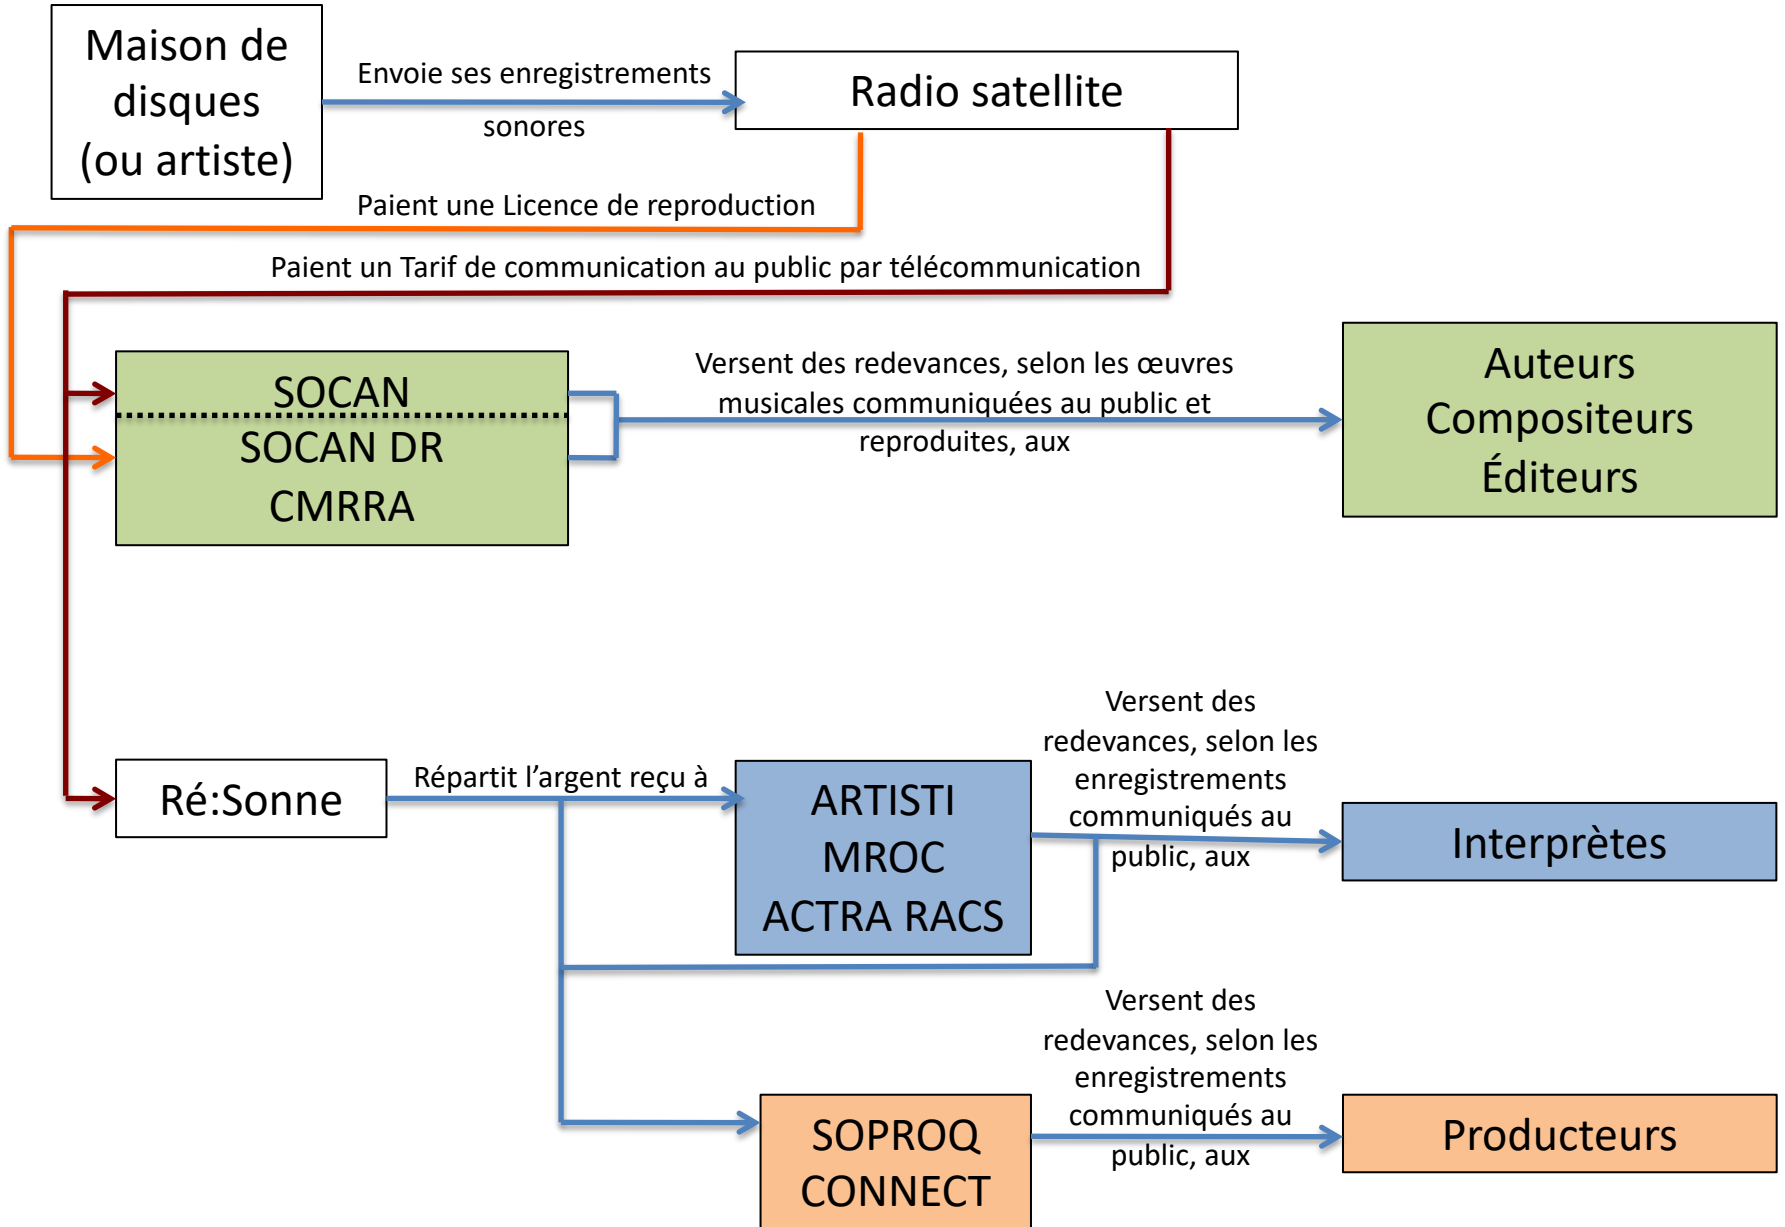 Maison de
disques
(ou artiste)
Envoie ses enregistrements
sonores
Radio satellite
Paient une Licence de reproduction
Paient un Tarif de communication au public par télécommunication
SOCAN
SOCAN DR
CMRRA
Versent des redevances, selon les œuvres
musicales communiquées au public et
reproduites, aux
Auteurs
Compositeurs
Éditeurs
Ré:Sonne
Répartit l’argent reçu à
ARTISTI
MROC
ACTRA RACS
Versent des
redevances, selon les
enregistrements
communiqués au
public, aux
Interprètes
SOPROQ
CONNECT
Versent des
redevances, selon les
enregistrements
communiqués au
public, aux
Producteurs